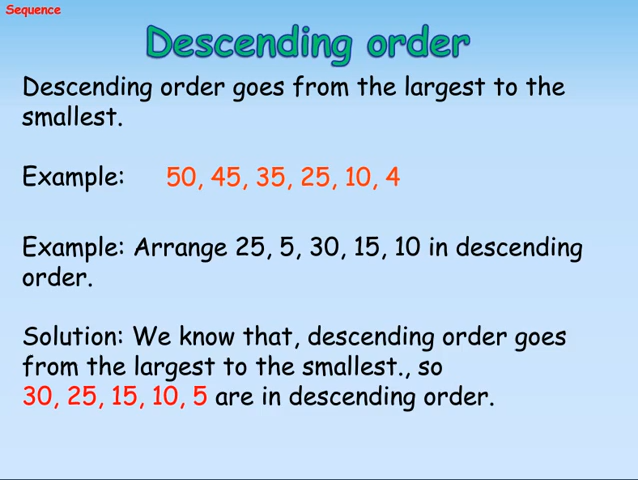 Sequence
Descending order
Descending order goes from the largest to the
smallest.
Example: 50, 45, 35, 25, 10, 4
Example: Arrange 25, 5, 30, 15, 10 in descending
order.
Solution: We know that, descending order goes
from the largest to the smallest., so
30, 25, 15, 10, 5 are in descending order.